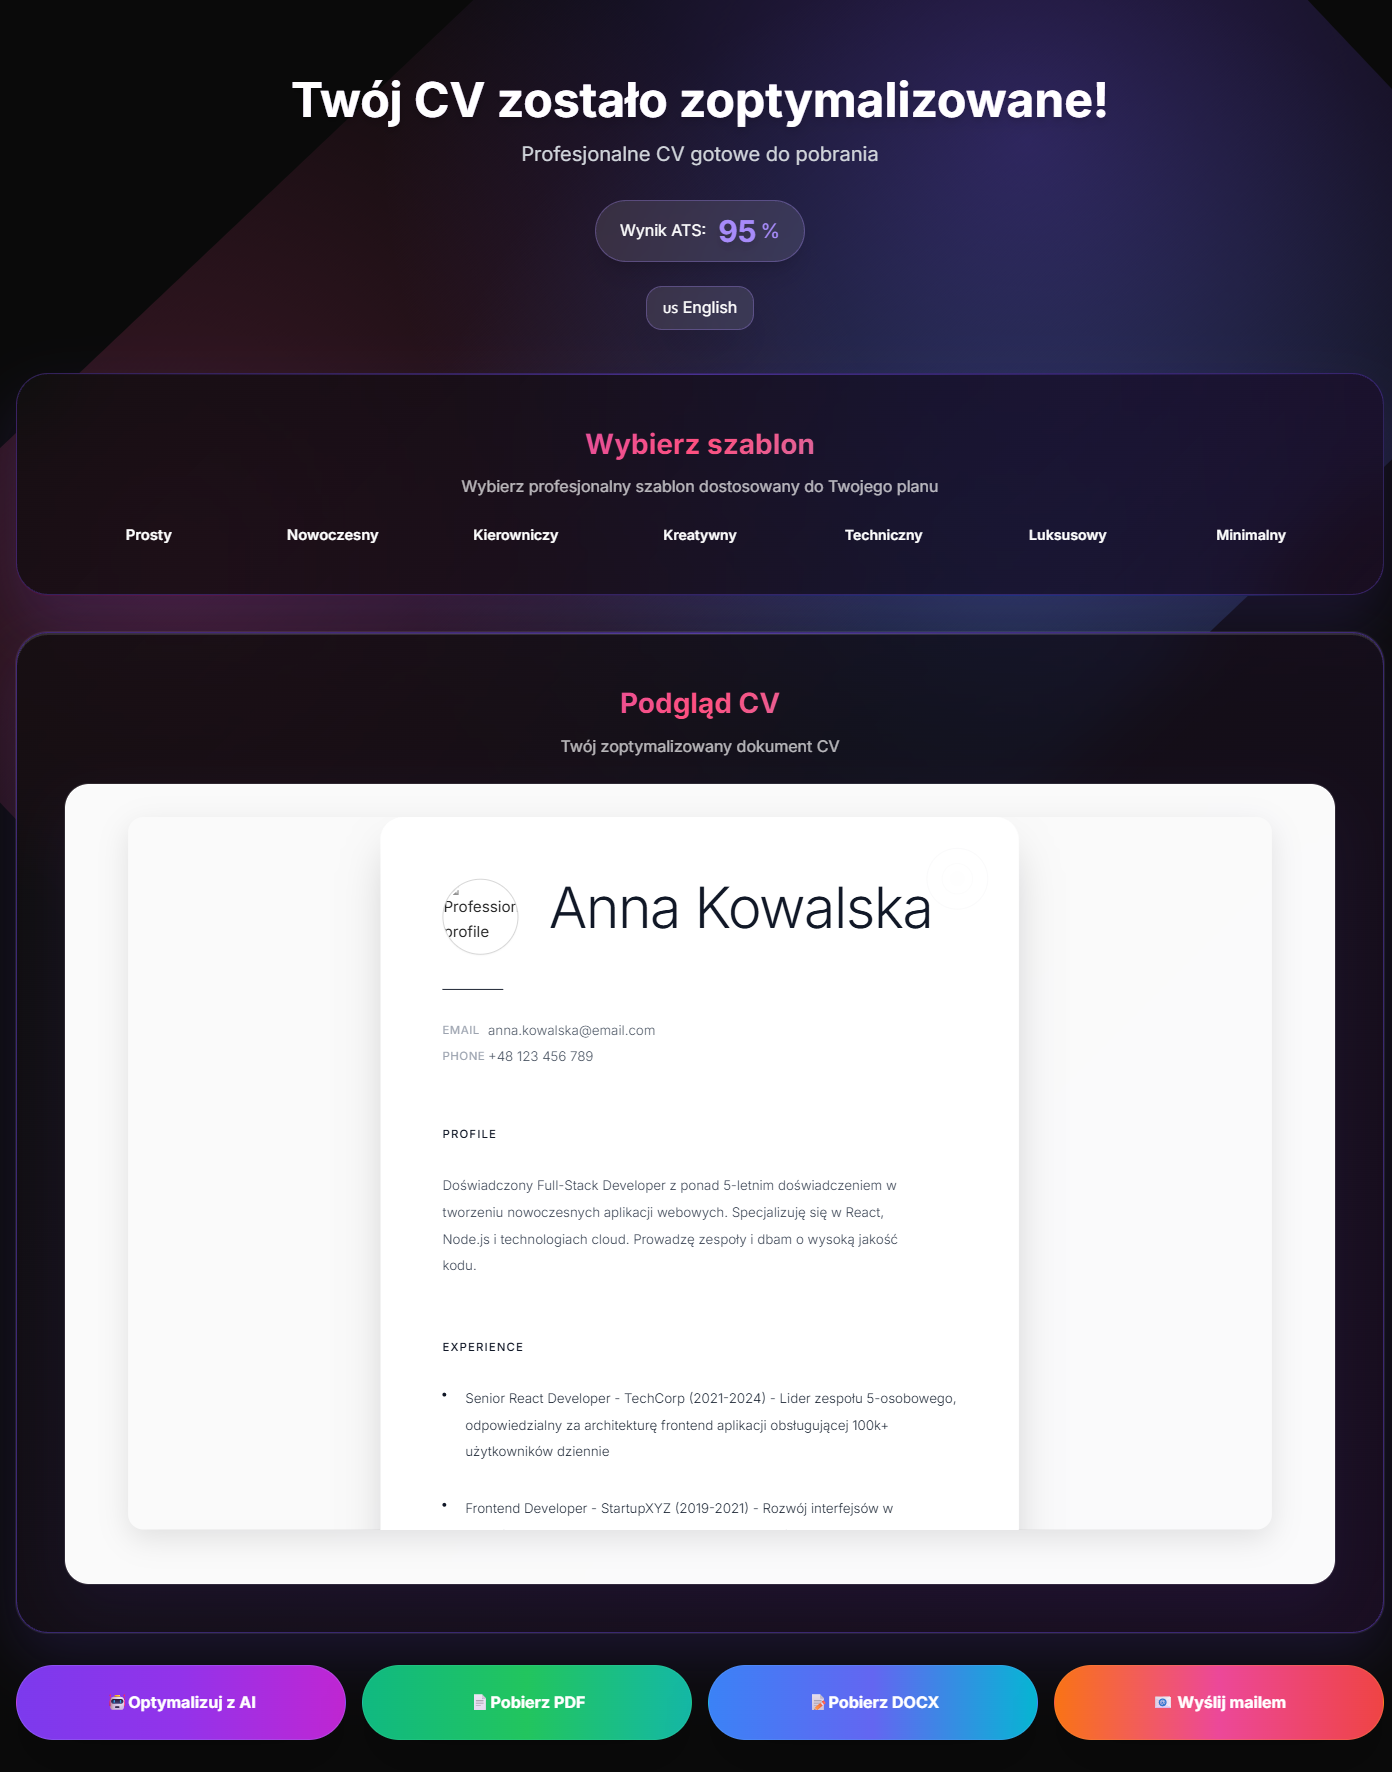 Twój CV zostało zoptymalizowane!
Profesjonalne CV gotowe do pobrania
Wynik ATS: 95 %
US English
Wybierz szablon
Wybierz profesjonalny szablon dostosowany do Twojego planu
Prosty Nowoczesny Kierowniczy Kreatywny Techniczny Luksusowy Minimalny
Podgląd CV
Twój zoptymalizowany dokument CV
Anna Kowalska
profile
EMAIL anna.kowalska@email.com
PHONE +48 123 456 789
PROFILE
Doświadczony Full-Stack Developer z ponad 5-letnim doświadczeniem w
tworzeniu nowoczesnych aplikacji webowych. Specjalizuję się w React,
Node.js i technologiach cloud. Prowadzę zespoły i dbam o wysoką jakość
kodu.
EXPERIENCE
• Senior React Developer - TechCorp (2021-2024) - Lider zespołu 5-osobowego,
odpowiedzialny za architekturę frontend aplikacji obsługującej 100k+
użytkowników dziennie
• Frontend Developer - StartupXYZ (2019-2021) - Rozwój interfejsów w
Optymalizuj z AI
Pobierz PDF
Pobierz DOCX
Wyślij mailem